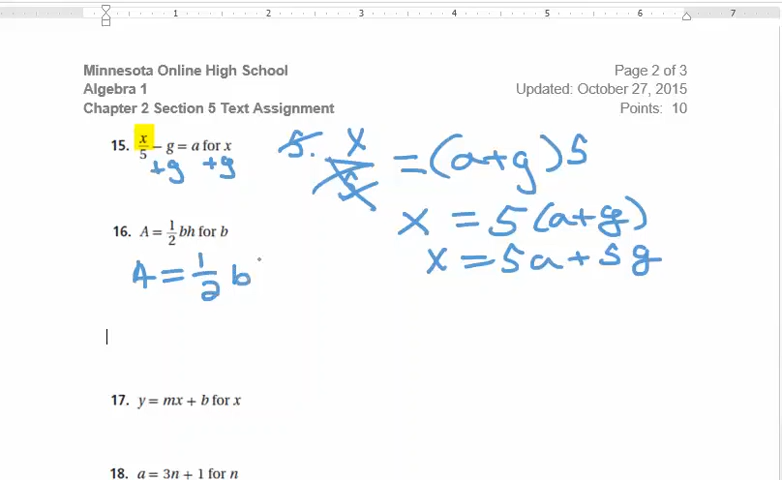 1 2 3 4 5 6 7
Minnesota Online High School Page 2 of 3
Algebra 1 Updated: October 27, 2015
Chapter 2 Section 5 Text Assignment Points: 10
15. x/5 – g = a for x
+g +g
5. x/5 = (a+g)5
x = 5(a+g)
x = 5a+5g
16. A = 1/2 bh for b
A = 1/2 b
17. y = mx + b for x
18. a = 3n + 1 for n